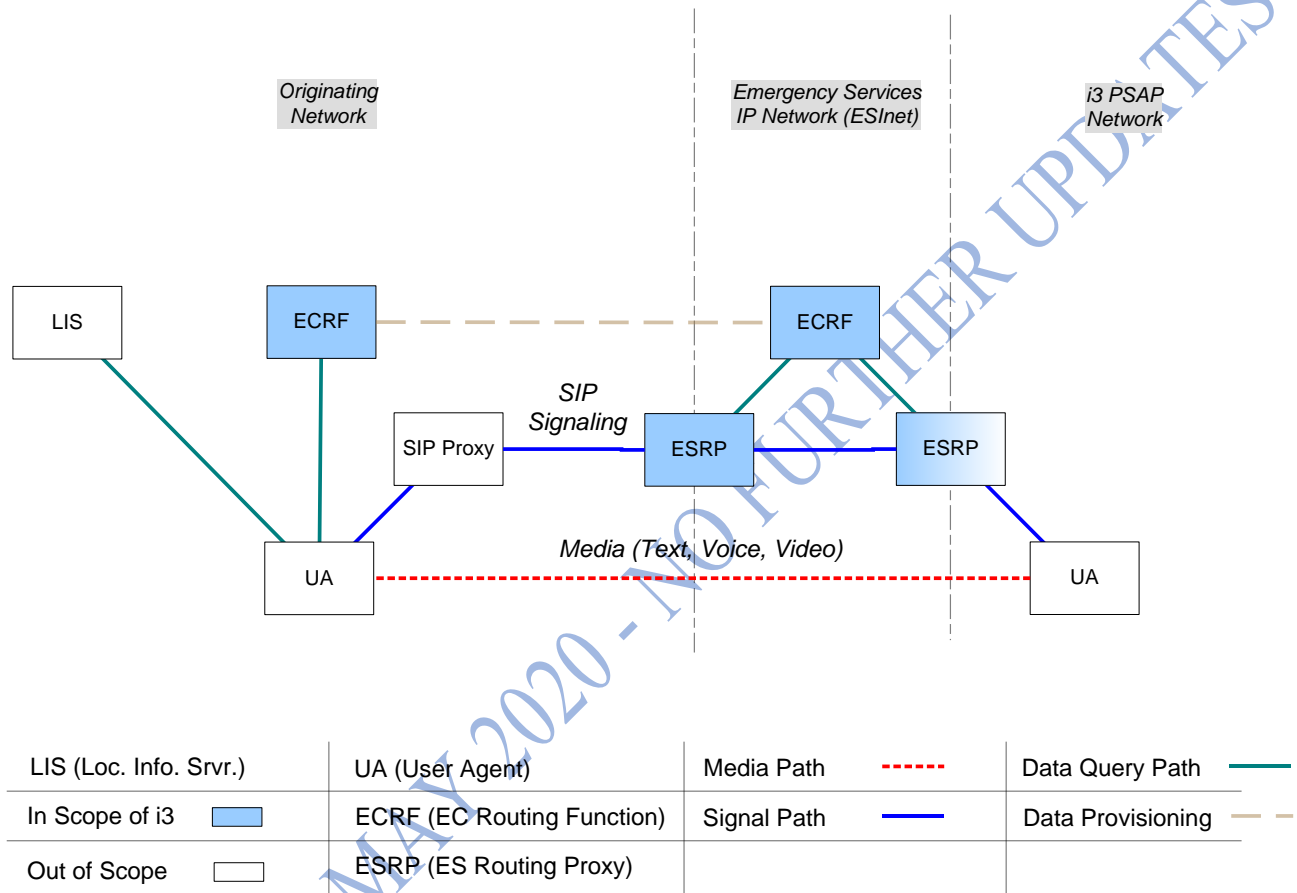 Originating
Network
Emergency Services
IP Network (ESInet)
i3 PSAP
Network
LIS
ECRF
ECRF
SIP
Signaling
SIP Proxy
ESRP
ESRP
Media (Text, Voice, Video)
UA
UA
MAY 2020 - NO FURTHER UPDATES
LIS (Loc. Info. Srvr.)
UA (User Agent)
Media Path
Data Query Path
In Scope of i3
ECRF (EC Routing Function)
Signal Path
Data Provisioning
Out of Scope
ESRP (ES Routing Proxy)